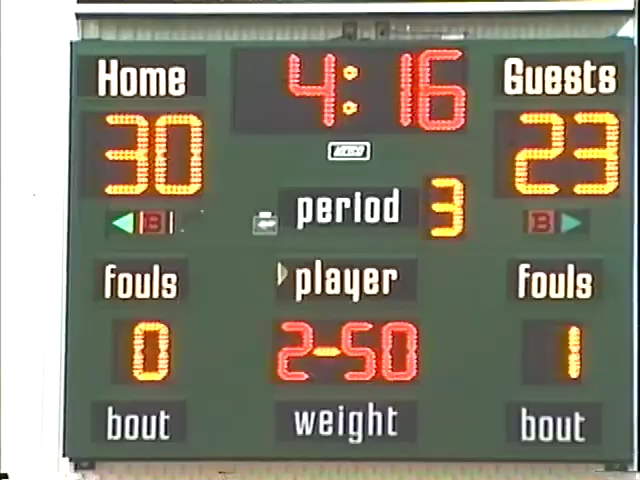 Home 4:16 Guests
30 23
period 3
B B
fouls player fouls
0 2-50 1
bout weight bout